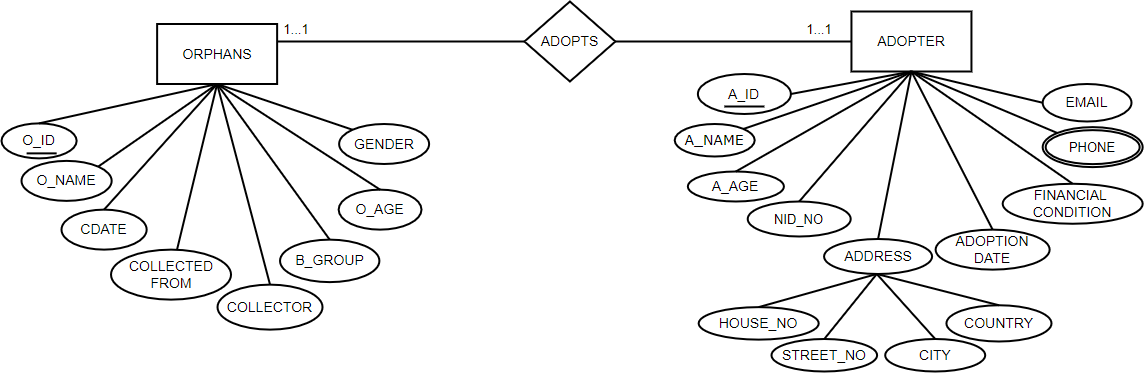 1...1
1...1
ORPHANS
ADOPTS
ADOPTER
A_ID
EMAIL
O_ID
GENDER
A_NAME
PHONE
O_NAME
A_AGE
O_AGE
FINANCIAL
CONDITION
CDATE
NID_NO
COLLECTED
FROM
B_GROUP
ADDRESS
ADOPTION
DATE
COLLECTOR
HOUSE_NO
COUNTRY
STREET_NO
CITY